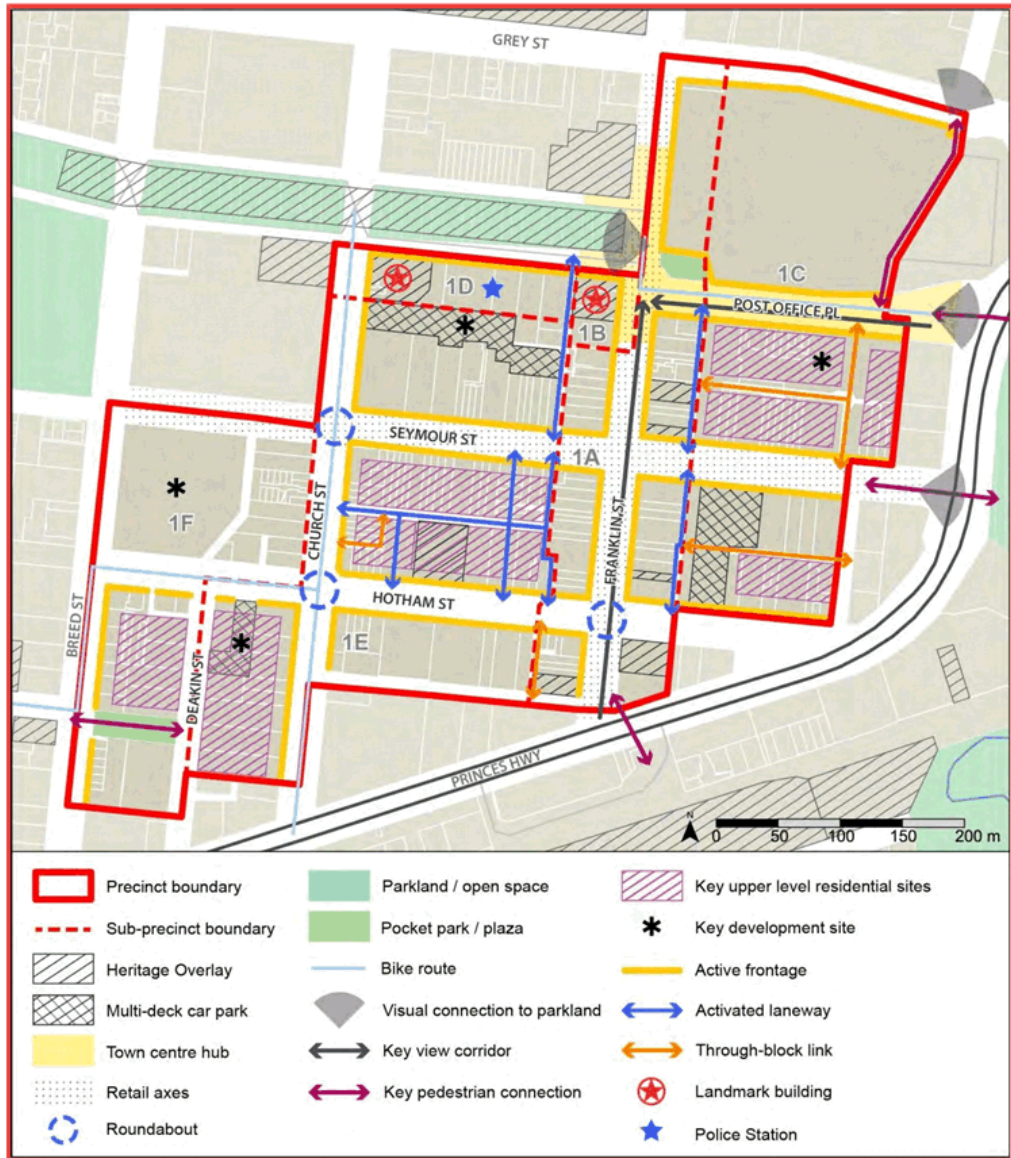 GREY ST
1C
POST OFFICE PL
1D
1B
SEYMOUR ST
1A
CHURCH ST
FRANKLIN ST
1F
HOTHAM ST
1E
BREED ST
DEAKIN ST
PRINCES HWY
N
0 50 100 150 200 m
Precinct boundary
Parkland / open space
Key upper level residential sites
Sub-precinct boundary
Pocket park / plaza
Key development site
Heritage Overlay
Bike route
Active frontage
Multi-deck car park
Visual connection to parkland
Activated laneway
Town centre hub
Key view corridor
Through-block link
Retail axes
Key pedestrian connection
Landmark building
Roundabout
Police Station